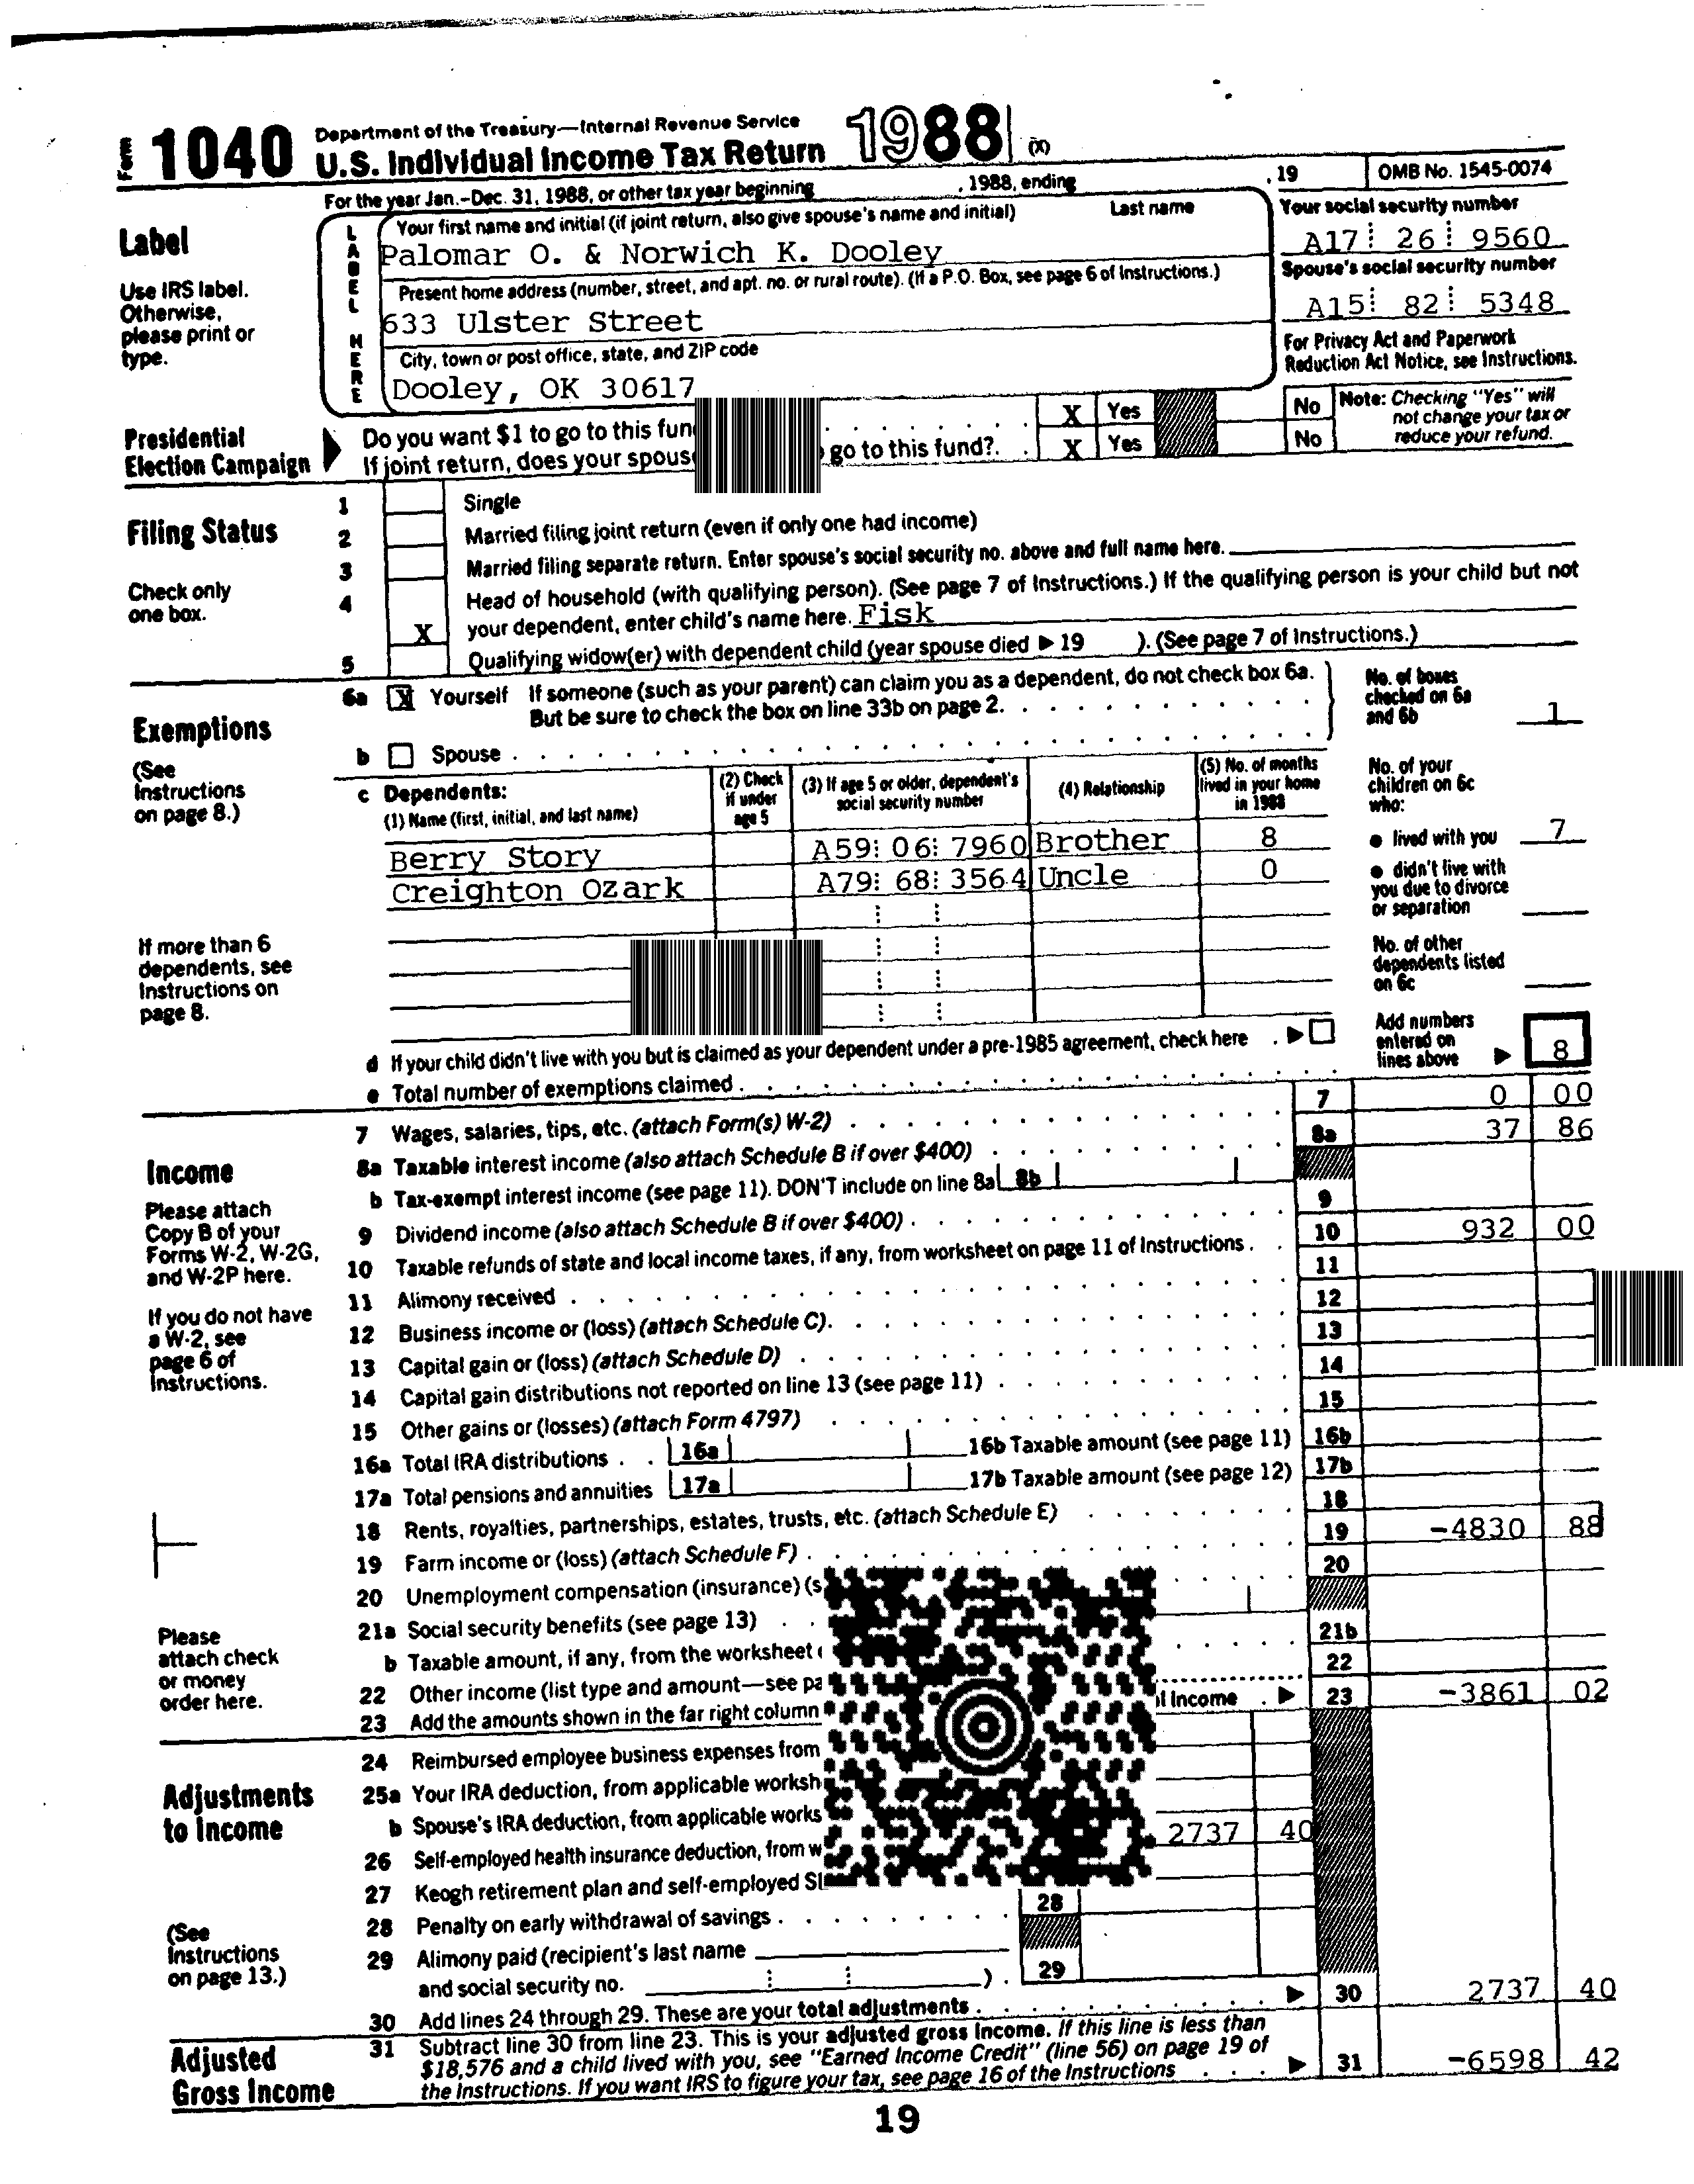 Form 1040 Department of the Treasury—Internal Revenue Service
U.S. Individual Income Tax Return 1988 (X)
For the year Jan.-Dec. 31, 1988, or other tax year beginning , 1988, ending , 19 OMB No. 1545-0074
Label
Use IRS label.
Otherwise,
please print or
type.
LABEL HERE
Your first name and initial (if joint return, also give spouse's name and initial) Last name
Palomar O. & Norwich K. Dooley
Present home address (number, street, and apt. no. or rural route). (If a P.O. Box, see page 6 of Instructions.)
633 Ulster Street
City, town or post office, state, and ZIP code
Dooley, OK 30617
Your social security number
A17 26 9560
Spouse's social security number
A15 82 5348
For Privacy Act and Paperwork
Reduction Act Notice, see Instructions.
Presidential
Election Campaign
Do you want $1 to go to this fun X Yes No
If joint return, does your spous go to this fund?. . X Yes No
Note: Checking "Yes" will
not change your tax or
reduce your refund.
Filing Status
Check only
one box.
1 Single
2 Married filing joint return (even if only one had income)
3 Married filing separate return. Enter spouse's social security no. above and full name here.
4 Head of household (with qualifying person). (See page 7 of Instructions.) If the qualifying person is your child but not
X your dependent, enter child's name here. Fisk
5 Qualifying widow(er) with dependent child (year spouse died ▶ 19 ). (See page 7 of Instructions.)
Exemptions
(See
Instructions
on page 8.)
6a X Yourself If someone (such as your parent) can claim you as a dependent, do not check box 6a.
But be sure to check the box on line 33b on page 2.
b Spouse
No. of boxes
checked on 6a
and 6b 1
c Dependents:
(1) Name (first, initial, and last name)
(2) Check
if under
age 5
(3) If age 5 or older, dependent's
social security number
(4) Relationship
(5) No. of months
lived in your home
in 1988
Berry Story A59 06 7960 Brother 8
Creighton Ozark A79 68 3564 Uncle 0
No. of your
children on 6c
who:
● lived with you 7
● didn't live with
you due to divorce
or separation
No. of other
dependents listed
on 6c
If more than 6
dependents, see
Instructions on
page 8.
d If your child didn't live with you but is claimed as your dependent under a pre-1985 agreement, check here . ▶
e Total number of exemptions claimed
Add numbers
entered on
lines above ▶ 8
Income
Please attach
Copy B of your
Forms W-2, W-2G,
and W-2P here.
If you do not have
a W-2, see
page 6 of
Instructions.
Please
attach check
or money
order here.
7 Wages, salaries, tips, etc. (attach Form(s) W-2) 7 0 00
8a Taxable interest income (also attach Schedule B if over $400) 8a 37 86
b Tax-exempt interest income (see page 11). DON'T include on line 8a 8b
9 Dividend income (also attach Schedule B if over $400) 9
10 Taxable refunds of state and local income taxes, if any, from worksheet on page 11 of Instructions . 10 932 00
11 Alimony received 11
12 Business income or (loss) (attach Schedule C). 12
13 Capital gain or (loss) (attach Schedule D) 13
14 Capital gain distributions not reported on line 13 (see page 11) 14
15 Other gains or (losses) (attach Form 4797) 15
16a Total IRA distributions . . 16a 16b Taxable amount (see page 11) 16b
17a Total pensions and annuities 17a 17b Taxable amount (see page 12) 17b
18 Rents, royalties, partnerships, estates, trusts, etc. (attach Schedule E) 18
19 Farm income or (loss) (attach Schedule F) 19 -4830 88
20 Unemployment compensation (insurance) (s 20
21a Social security benefits (see page 13)
b Taxable amount, if any, from the worksheet 21b
22 Other income (list type and amount—see pa 22
23 Add the amounts shown in the far right column l Income . ▶ 23 -3861 02
Adjustments
to Income
(See
Instructions
on page 13.)
24 Reimbursed employee business expenses from
25a Your IRA deduction, from applicable worksh
b Spouse's IRA deduction, from applicable works
26 Self-employed health insurance deduction, from w 2737 40
27 Keogh retirement plan and self-employed SE
28 Penalty on early withdrawal of savings 28
29 Alimony paid (recipient's last name
and social security no. ) . 29
30 Add lines 24 through 29. These are your total adjustments ▶ 30 2737 40
Adjusted
Gross Income
31 Subtract line 30 from line 23. This is your adjusted gross income. If this line is less than
$18,576 and a child lived with you, see "Earned Income Credit" (line 56) on page 19 of
the Instructions. If you want IRS to figure your tax, see page 16 of the Instructions ▶ 31 -6598 42
19